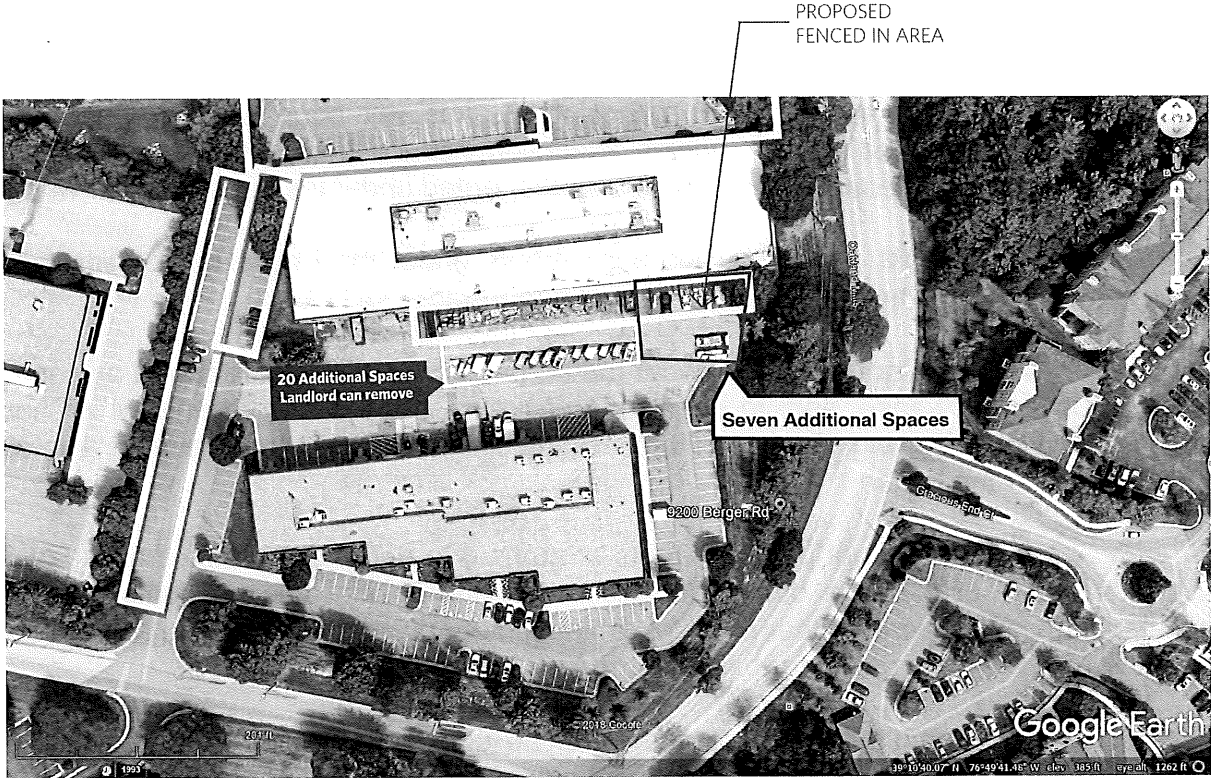 PROPOSED
FENCED IN AREA
20 Additional Spaces
Landlord can remove
Seven Additional Spaces
9200 Berger Rd
Gracious End Ct
© 2018 Google
Google Earth
1993
39°10'40.07" N 76°49'41.48" W elev 385 ft eye alt 1262 ft